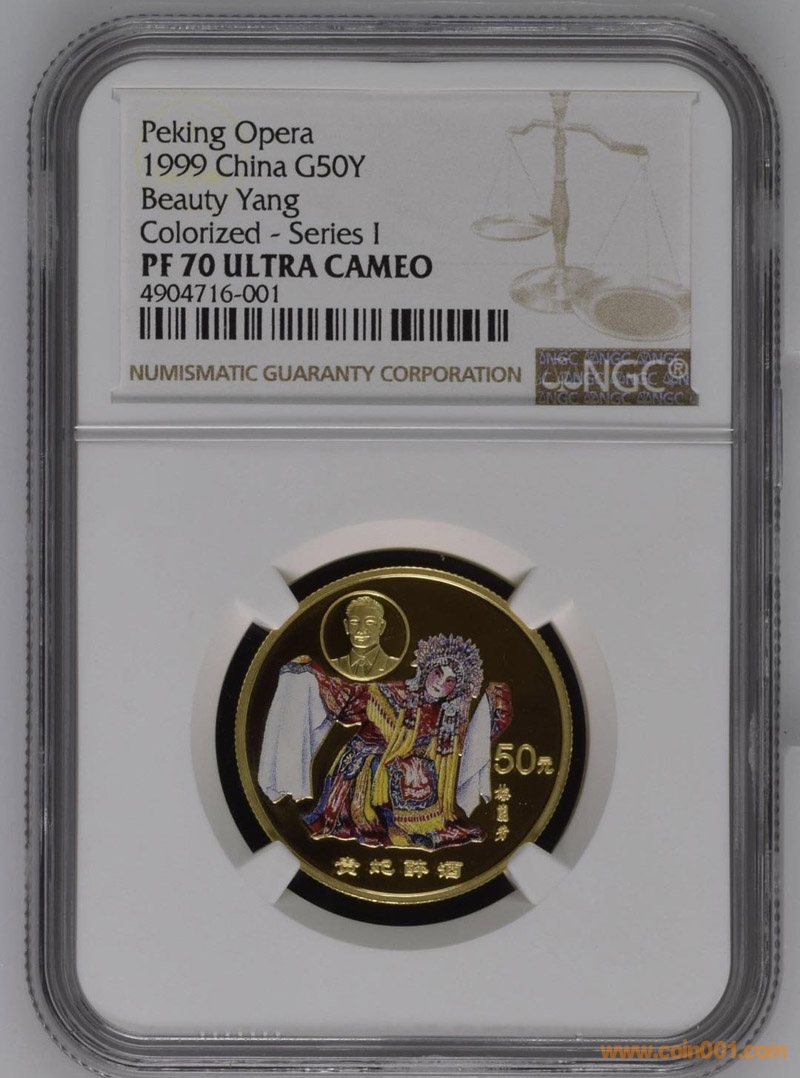 Peking Opera
1999 China G50Y
Beauty Yang
Colorized - Series I
PF 70 ULTRA CAMEO
4904716-001
NUMISMATIC GUARANTY CORPORATION
NGC®
50元
梅蘭芳
贵妃醉酒
www.coin001.com